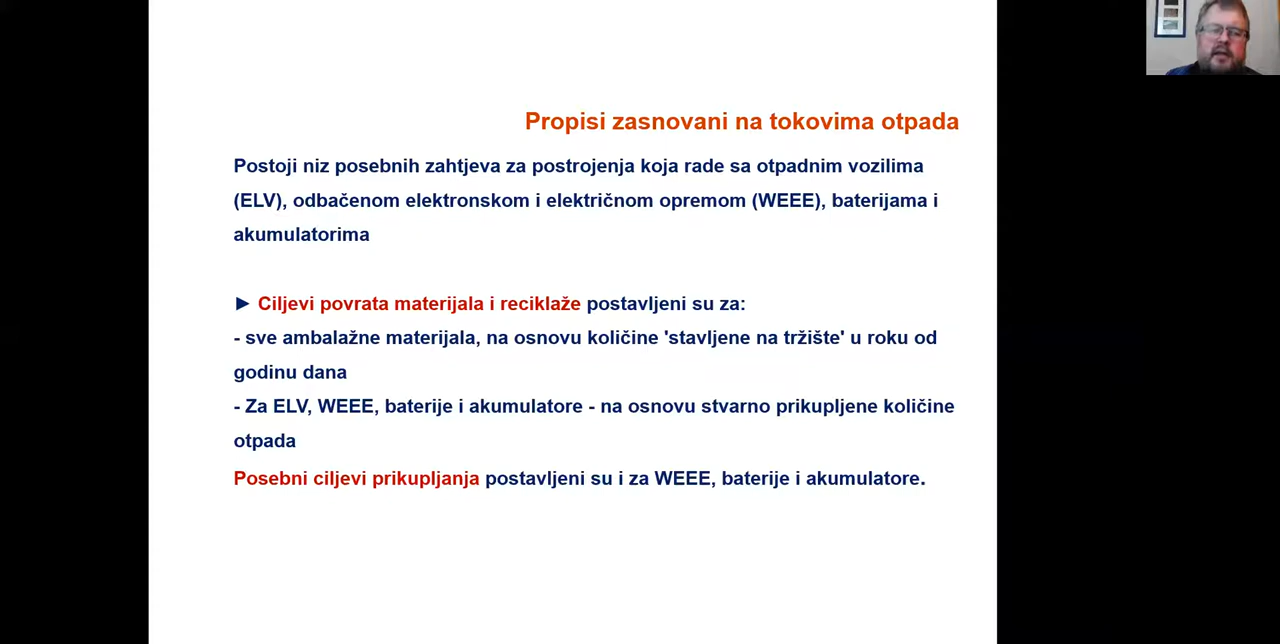 Propisi zasnovani na tokovima otpada
Postoji niz posebnih zahtjeva za postrojenja koja rade sa otpadnim vozilima
(ELV), odbačenom elektronskom i električnom opremom (WEEE), baterijama i
akumulatorima
► Ciljevi povrata materijala i reciklaže postavljeni su za:
- sve ambalažne materijala, na osnovu količine 'stavljene na tržište' u roku od
godinu dana
- Za ELV, WEEE, baterije i akumulatore - na osnovu stvarno prikupljene količine
otpada
Posebni ciljevi prikupljanja postavljeni su i za WEEE, baterije i akumulatore.